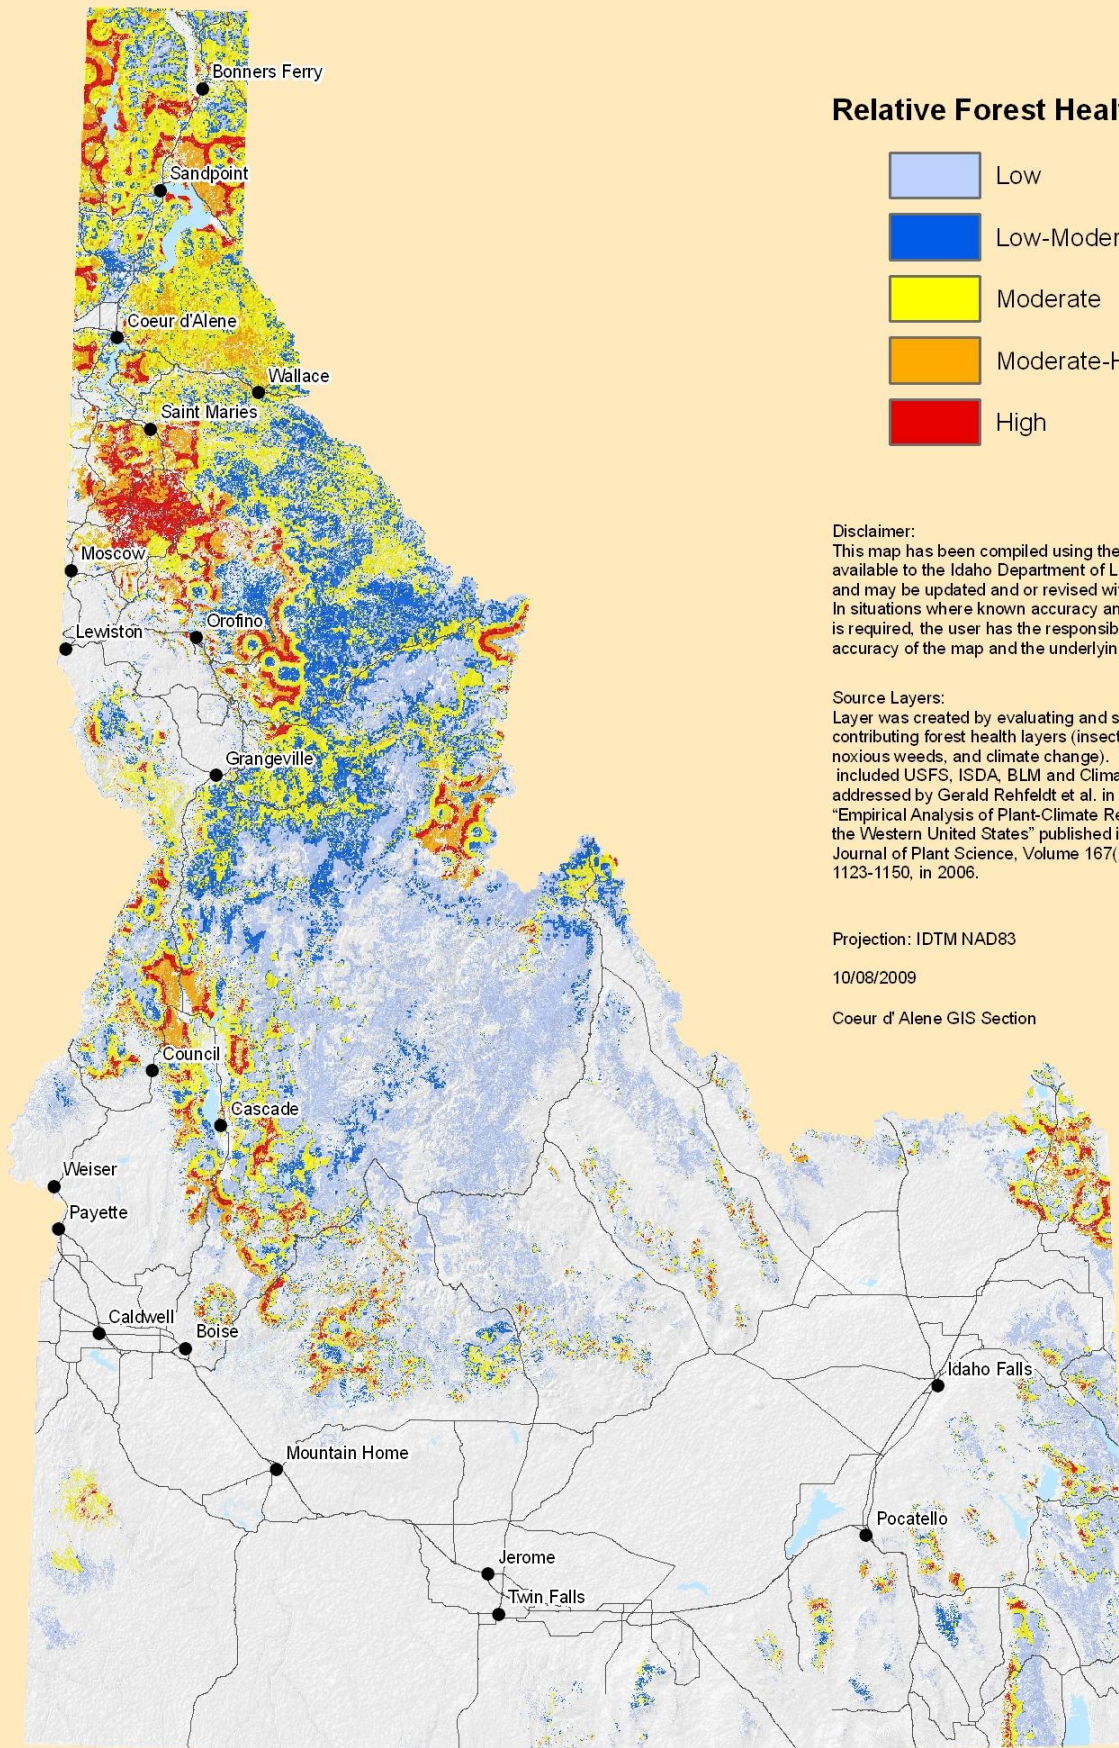 Bonners Ferry
Sandpoint
Coeur d'Alene
Wallace
Saint Maries
Moscow
Orofino
Lewiston
Grangeville
Council
Cascade
Weiser
Payette
Caldwell
Boise
Idaho Falls
Mountain Home
Pocatello
Jerome
Twin Falls
Relative Forest Heal
Low
Low-Moder
Moderate
Moderate-H
High
Disclaimer:
This map has been compiled using the
available to the Idaho Department of L
and may be updated and or revised wi
In situations where known accuracy an
is required, the user has the responsib
accuracy of the map and the underlyin
Source Layers:
Layer was created by evaluating and s
contributing forest health layers (insect
noxious weeds, and climate change).
included USFS, ISDA, BLM and Clima
addressed by Gerald Rehfeldt et al. in
“Empirical Analysis of Plant-Climate Re
the Western United States” published i
Journal of Plant Science, Volume 167(
1123-1150, in 2006.
Projection: IDTM NAD83
10/08/2009
Coeur d' Alene GIS Section